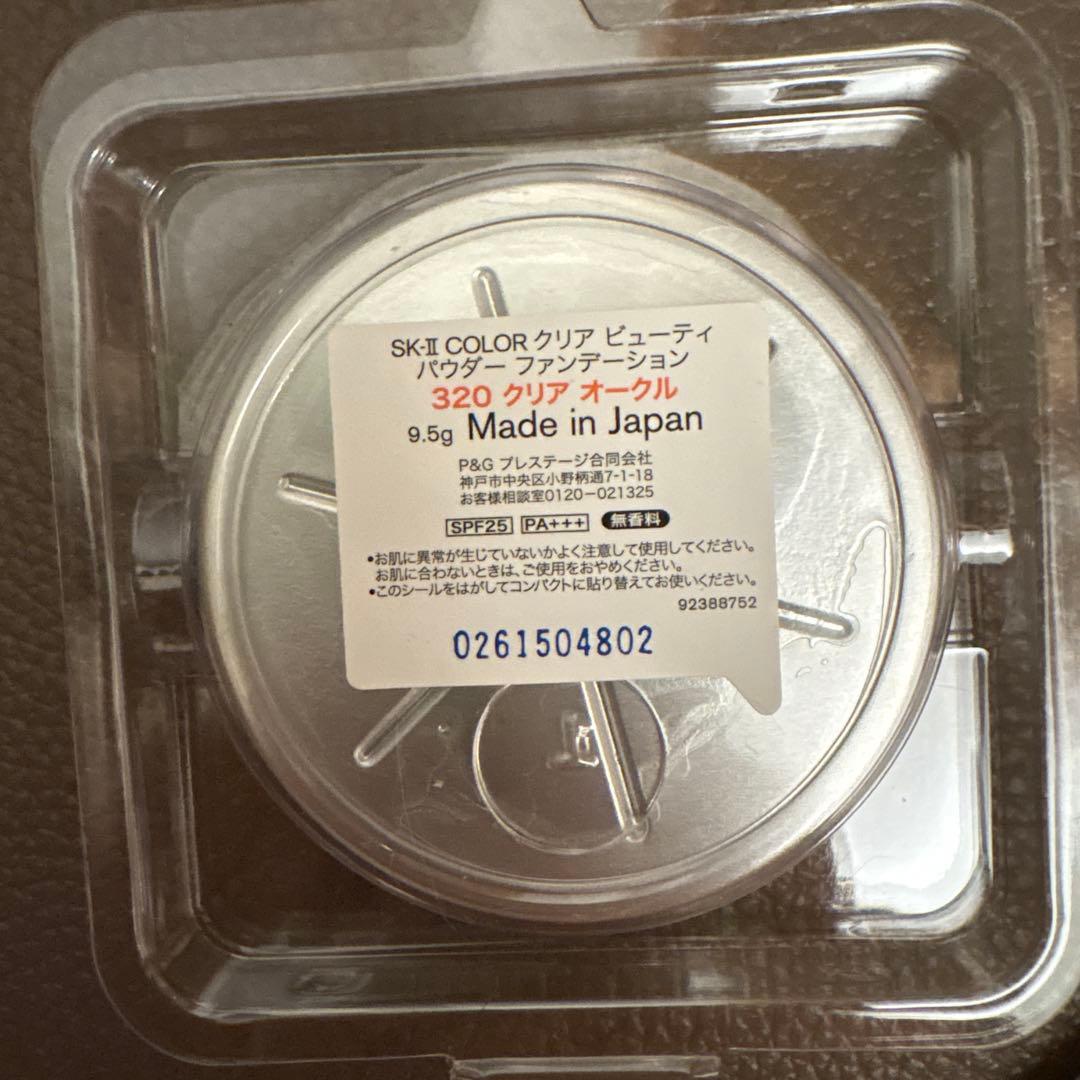 SK-II COLOR クリア ビューティ
パウダー ファンデーション
320 クリア オークル
9.5g Made in Japan
P&G プレステージ合同会社
神戸市中央区小野柄通7-1-18
お客様相談室0120-021325
SPF25 PA+++ 無香料
•お肌に異常が生じていないかよく注意して使用してください。
お肌に合わないときは、ご使用をおやめください。
•このシールをはがしてコンパクトに貼り替えてお使いください。
92388752
0261504802